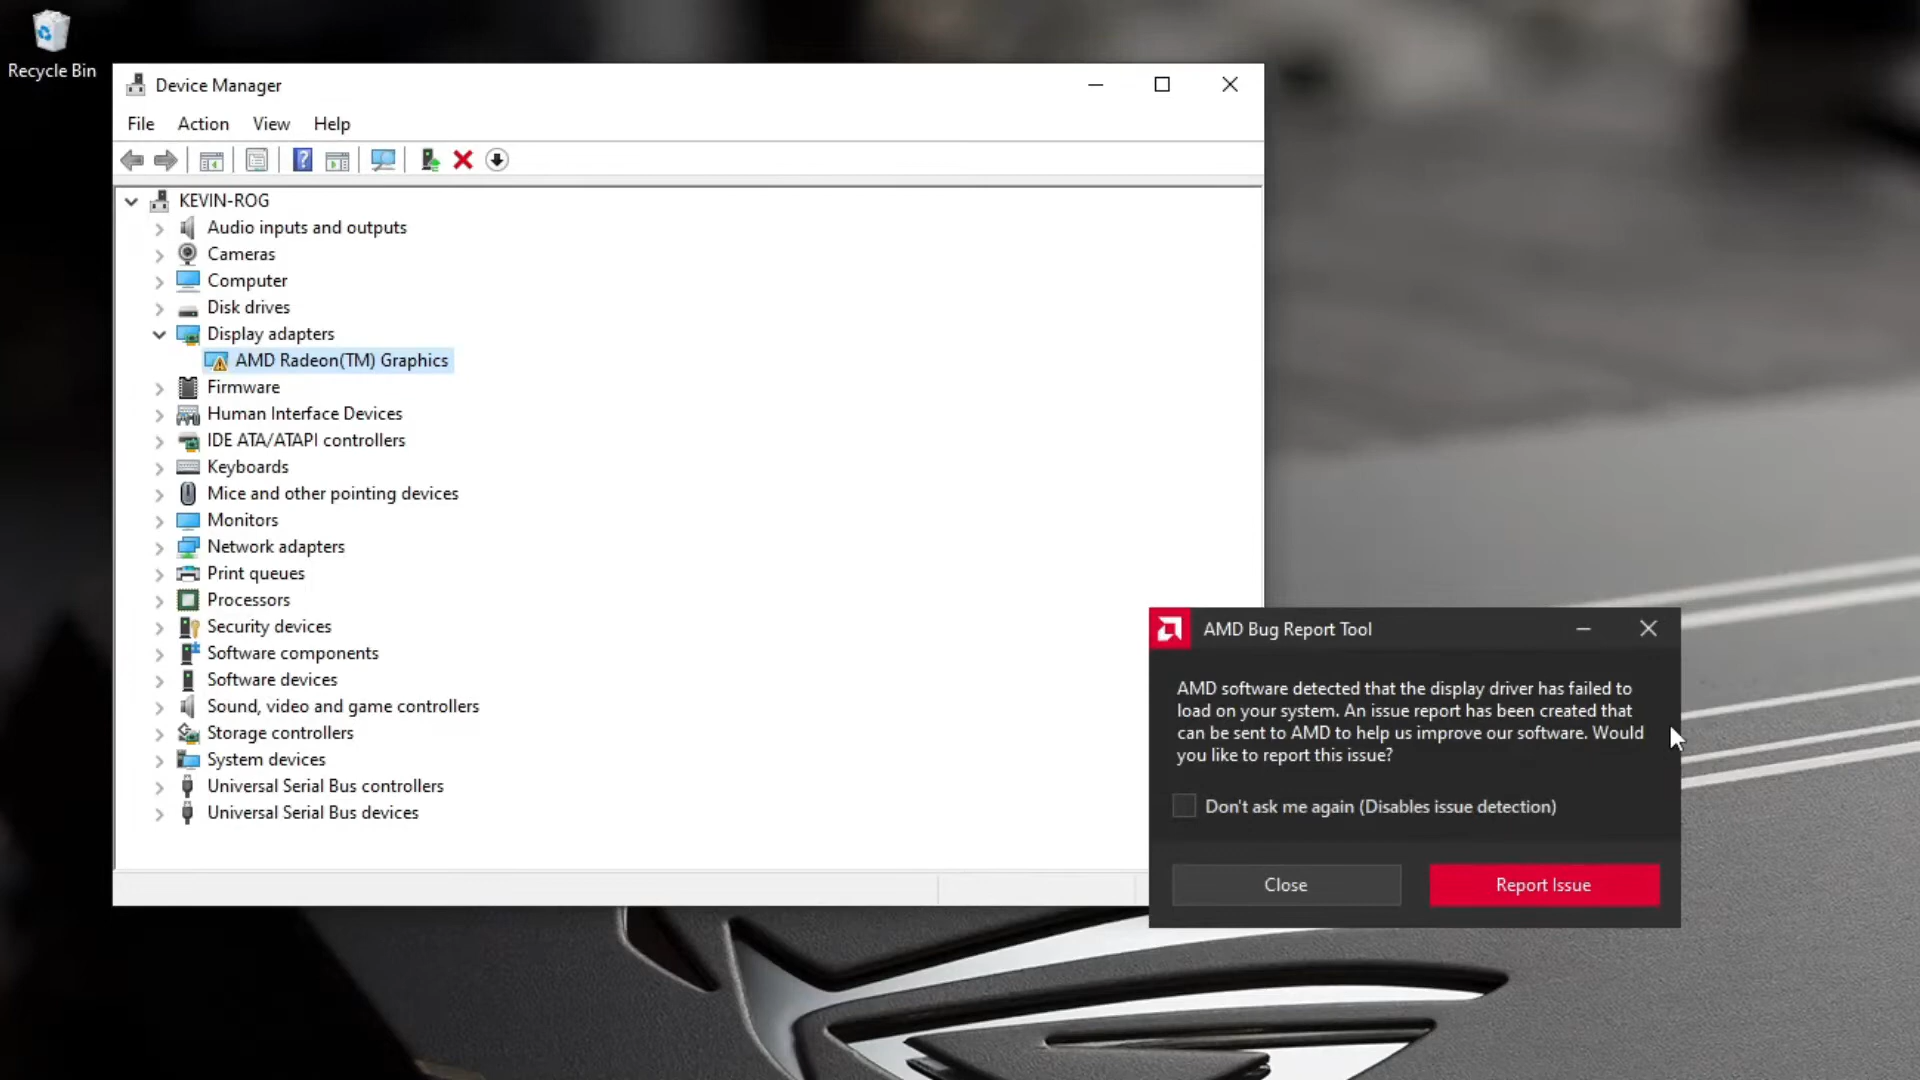 Recycle Bin
Device Manager
File Action View Help
KEVIN-ROG
Audio inputs and outputs
Cameras
Computer
Disk drives
Display adapters
AMD Radeon(TM) Graphics
Firmware
Human Interface Devices
IDE ATA/ATAPI controllers
Keyboards
Mice and other pointing devices
Monitors
Network adapters
Print queues
Processors
Security devices
Software components
Software devices
Sound, video and game controllers
Storage controllers
System devices
Universal Serial Bus controllers
Universal Serial Bus devices
AMD Bug Report Tool
AMD software detected that the display driver has failed to
load on your system. An issue report has been created that
can be sent to AMD to help us improve our software. Would
you like to report this issue?
Don't ask me again (Disables issue detection)
Close Report Issue